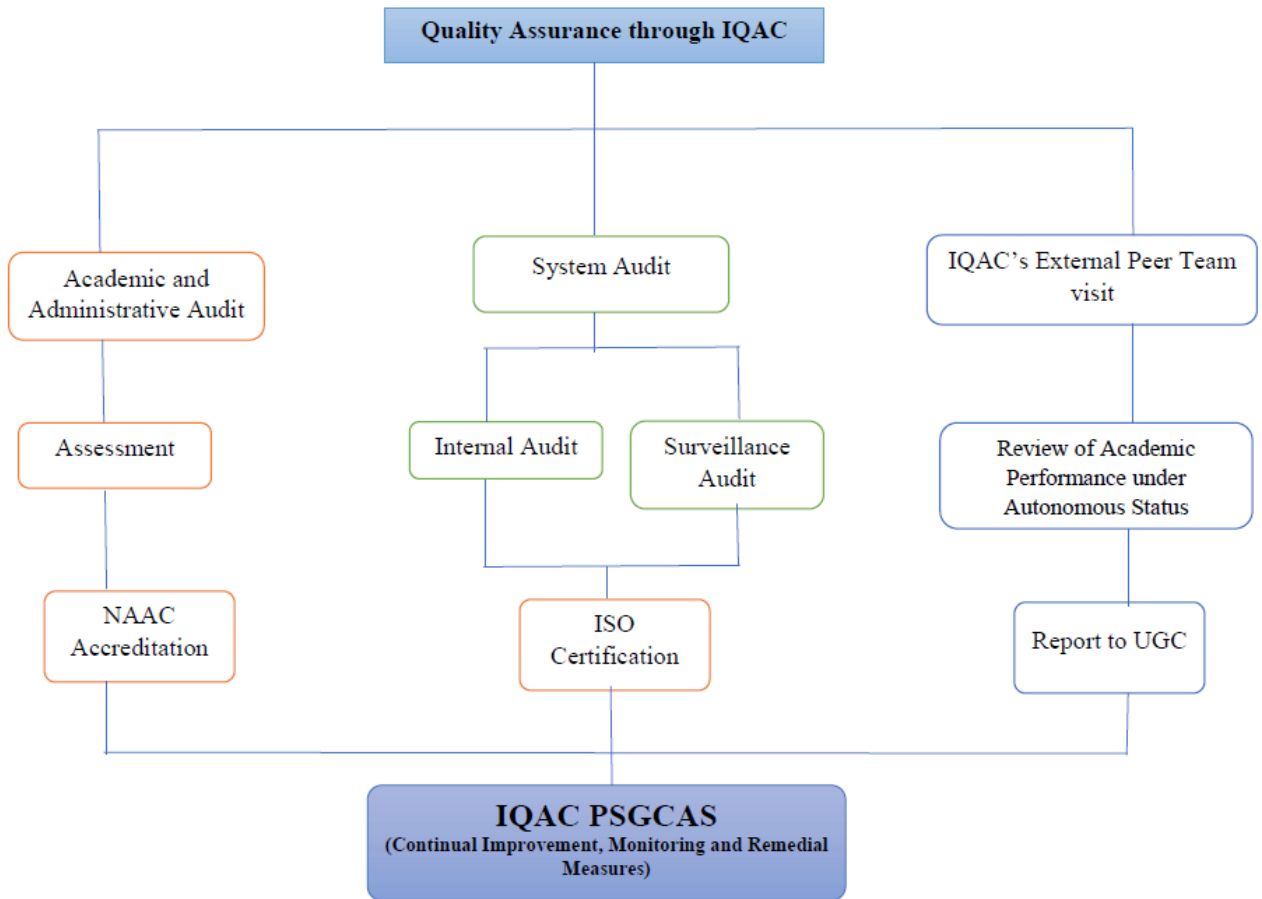 Quality Assurance through IQAC
Academic and
Administrative Audit
System Audit
IQAC’s External Peer Team
visit
Assessment
Internal Audit
Surveillance
Audit
Review of Academic
Performance under
Autonomous Status
NAAC
Accreditation
ISO
Certification
Report to UGC
IQAC PSGCAS
(Continual Improvement, Monitoring and Remedial
Measures)